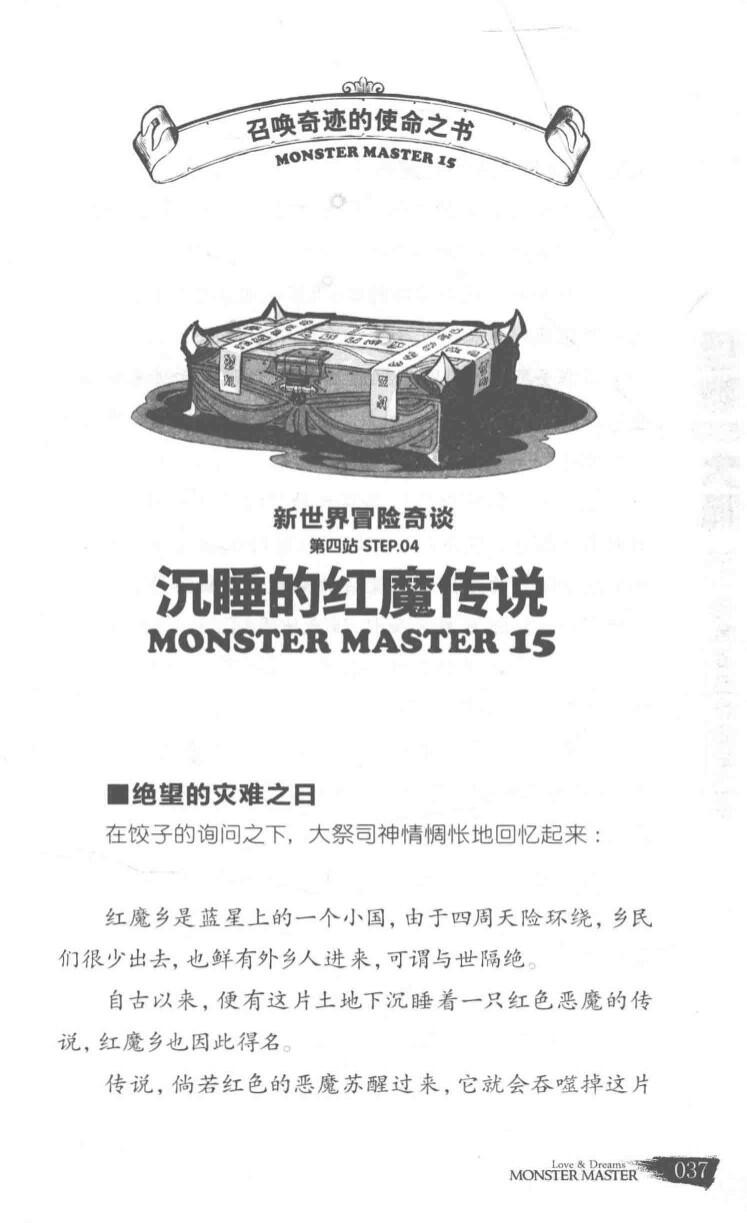 召唤奇迹的使命之书
MONSTER MASTER 15
新世界冒险奇谈
第四站 STEP.04
沉睡的红魔传说
MONSTER MASTER 15
■绝望的灾难之日
在饺子的询问之下，大祭司神情惆怅地回忆起来：
红魔乡是蓝星上的一个小国，由于四周天险环绕，乡民
们很少出去，也鲜有外乡人进来，可谓与世隔绝。
自古以来，便有这片土地下沉睡着一只红色恶魔的传
说，红魔乡也因此得名。
传说，倘若红色的恶魔苏醒过来，它就会吞噬掉这片
Love & Dreams
MONSTER MASTER 037